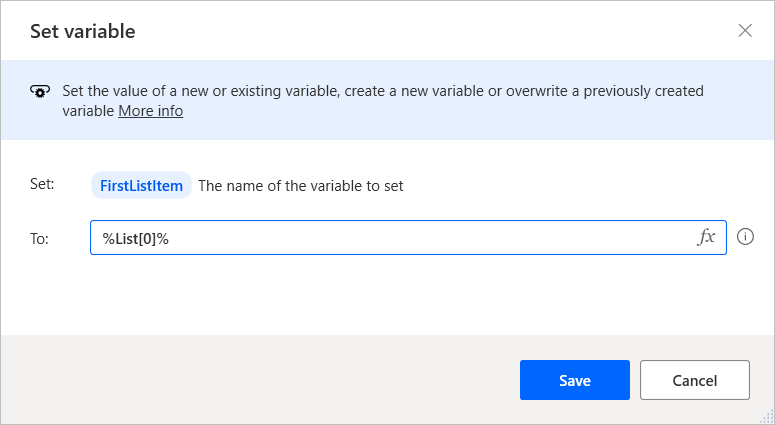 Set variable
Set the value of a new or existing variable, create a new variable or overwrite a previously created
variable More info
Set: FirstListItem The name of the variable to set
To: %List[0]% fx
Save Cancel